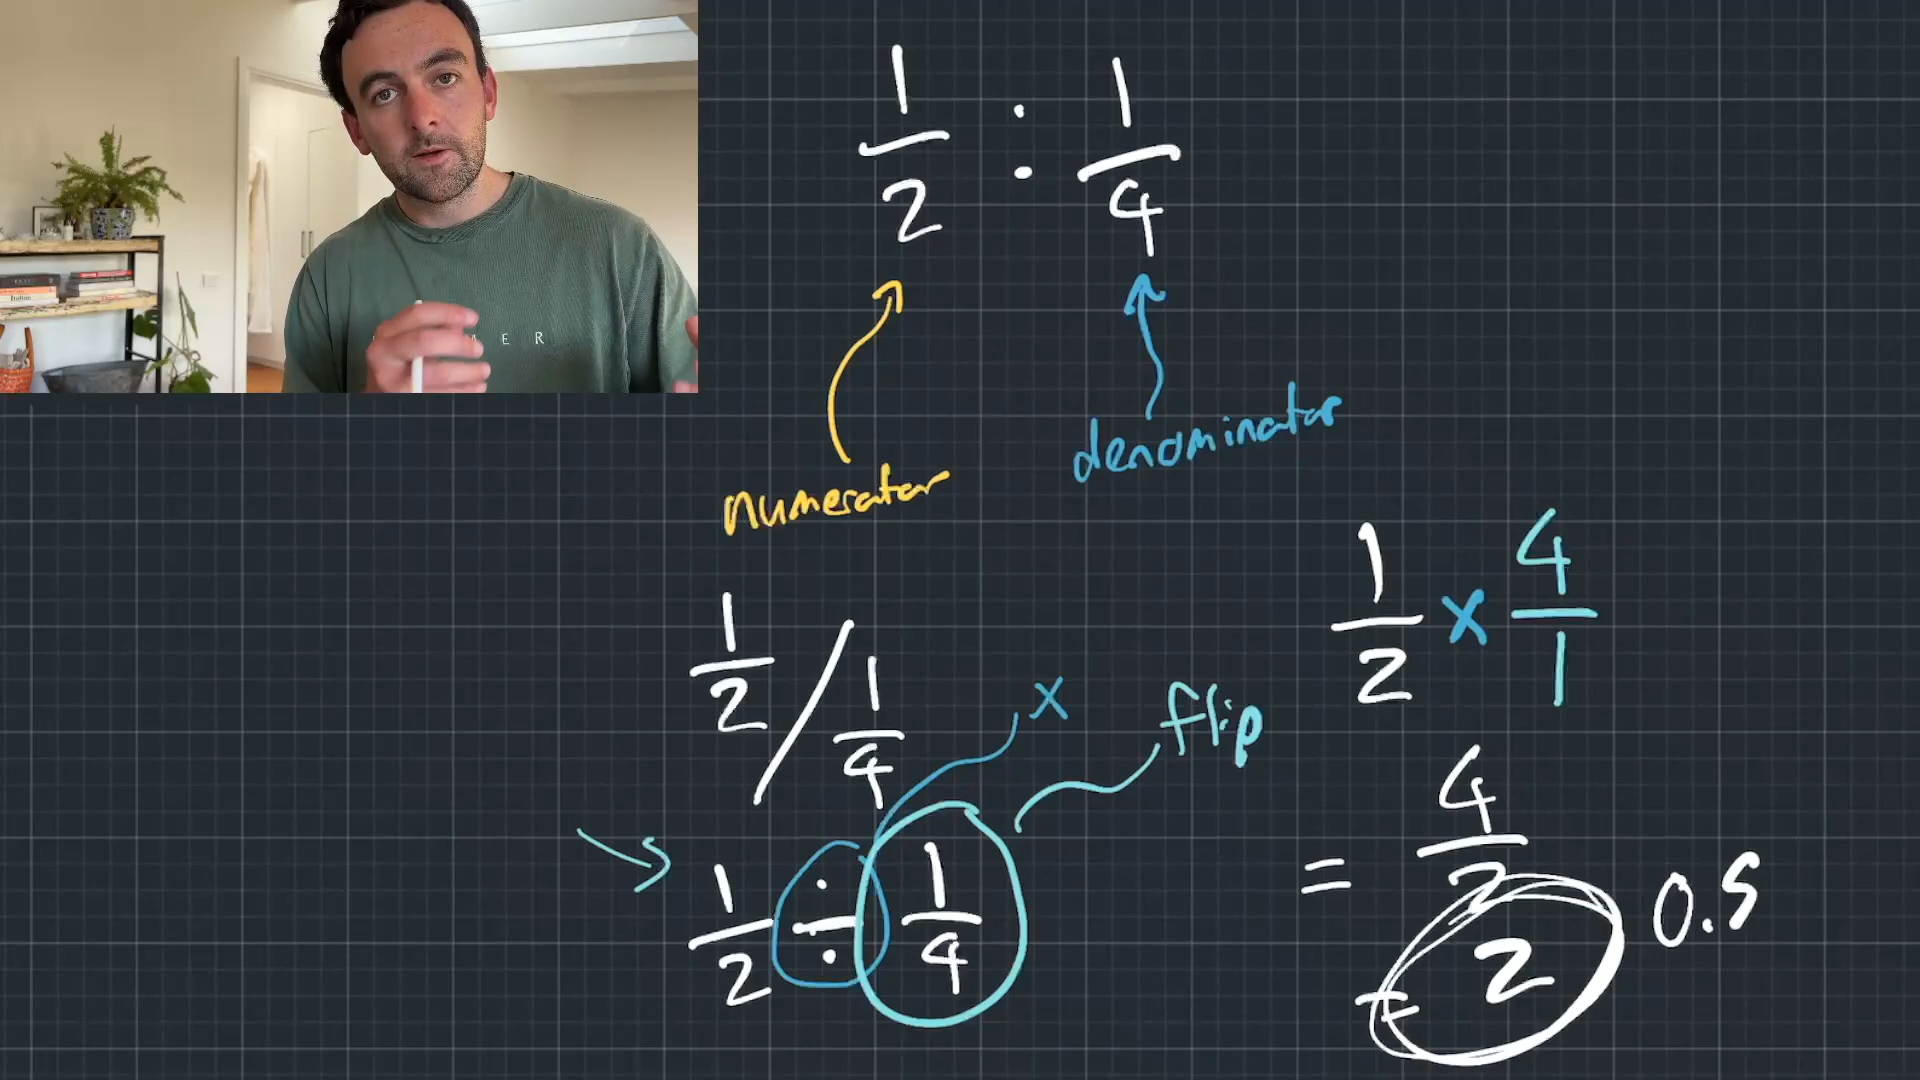 1/2 : 1/4
numerator
denominator
1/2 / 1/4
x
flip
1/2 ÷ 1/4
1/2 x 4/1
= 4/2
= 2
0.5
M E R
Italian